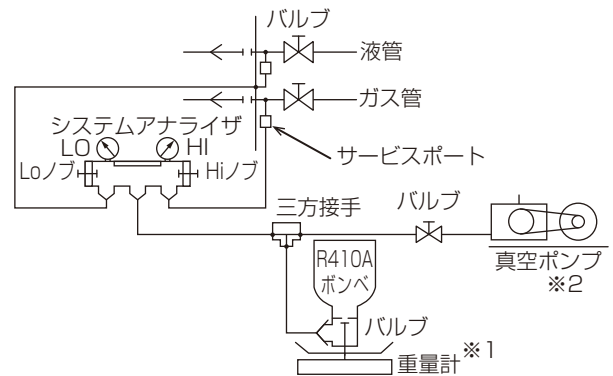 バルブ
液管
ガス管
システムアナライザ
LO
HI
サービスポート
Loノブ
Hiノブ
三方接手
バルブ
R410A
ボンベ
真空ポンプ
※2
バルブ
重量計※1